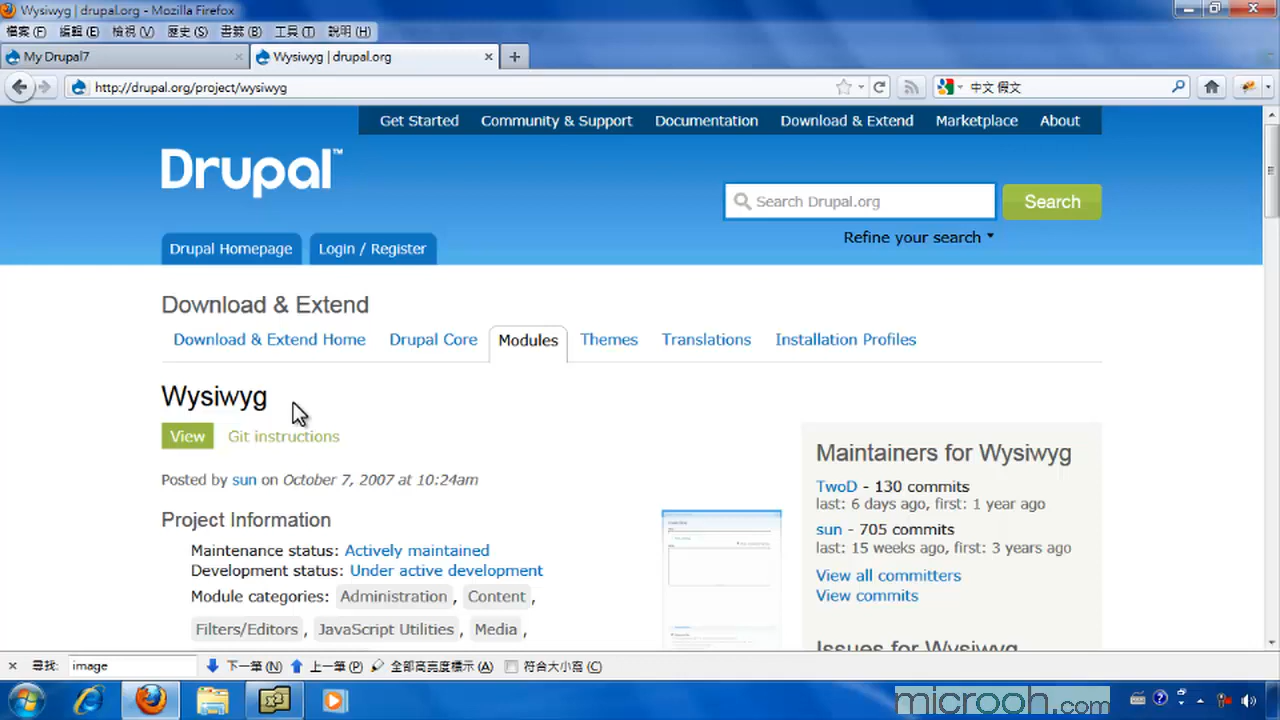 Wysiwyg | drupal.org - Mozilla Firefox
檔案(F) 編輯(E) 檢視(V) 歷史(S) 書籤(B) 工具(T) 說明(H)
My Drupal7
Wysiwyg | drupal.org
http://drupal.org/project/wysiwyg
中文 假文
Get Started Community & Support Documentation Download & Extend Marketplace About
Drupal™
Search Drupal.org
Search
Refine your search
Drupal Homepage Login / Register
Download & Extend
Download & Extend Home Drupal Core Modules Themes Translations Installation Profiles
Wysiwyg
View Git instructions
Posted by sun on October 7, 2007 at 10:24am
Project Information
Maintenance status: Actively maintained
Development status: Under active development
Module categories: Administration , Content ,
Filters/Editors , JavaScript Utilities , Media ,
Maintainers for Wysiwyg
TwoD - 130 commits
last: 6 days ago, first: 1 year ago
sun - 705 commits
last: 15 weeks ago, first: 3 years ago
View all committers
View commits
Issues for Wysiwyg
尋找: image 下一筆(N) 上一筆(P) 全部高亮度標示(A) 符合大小寫(C)
microoh.com